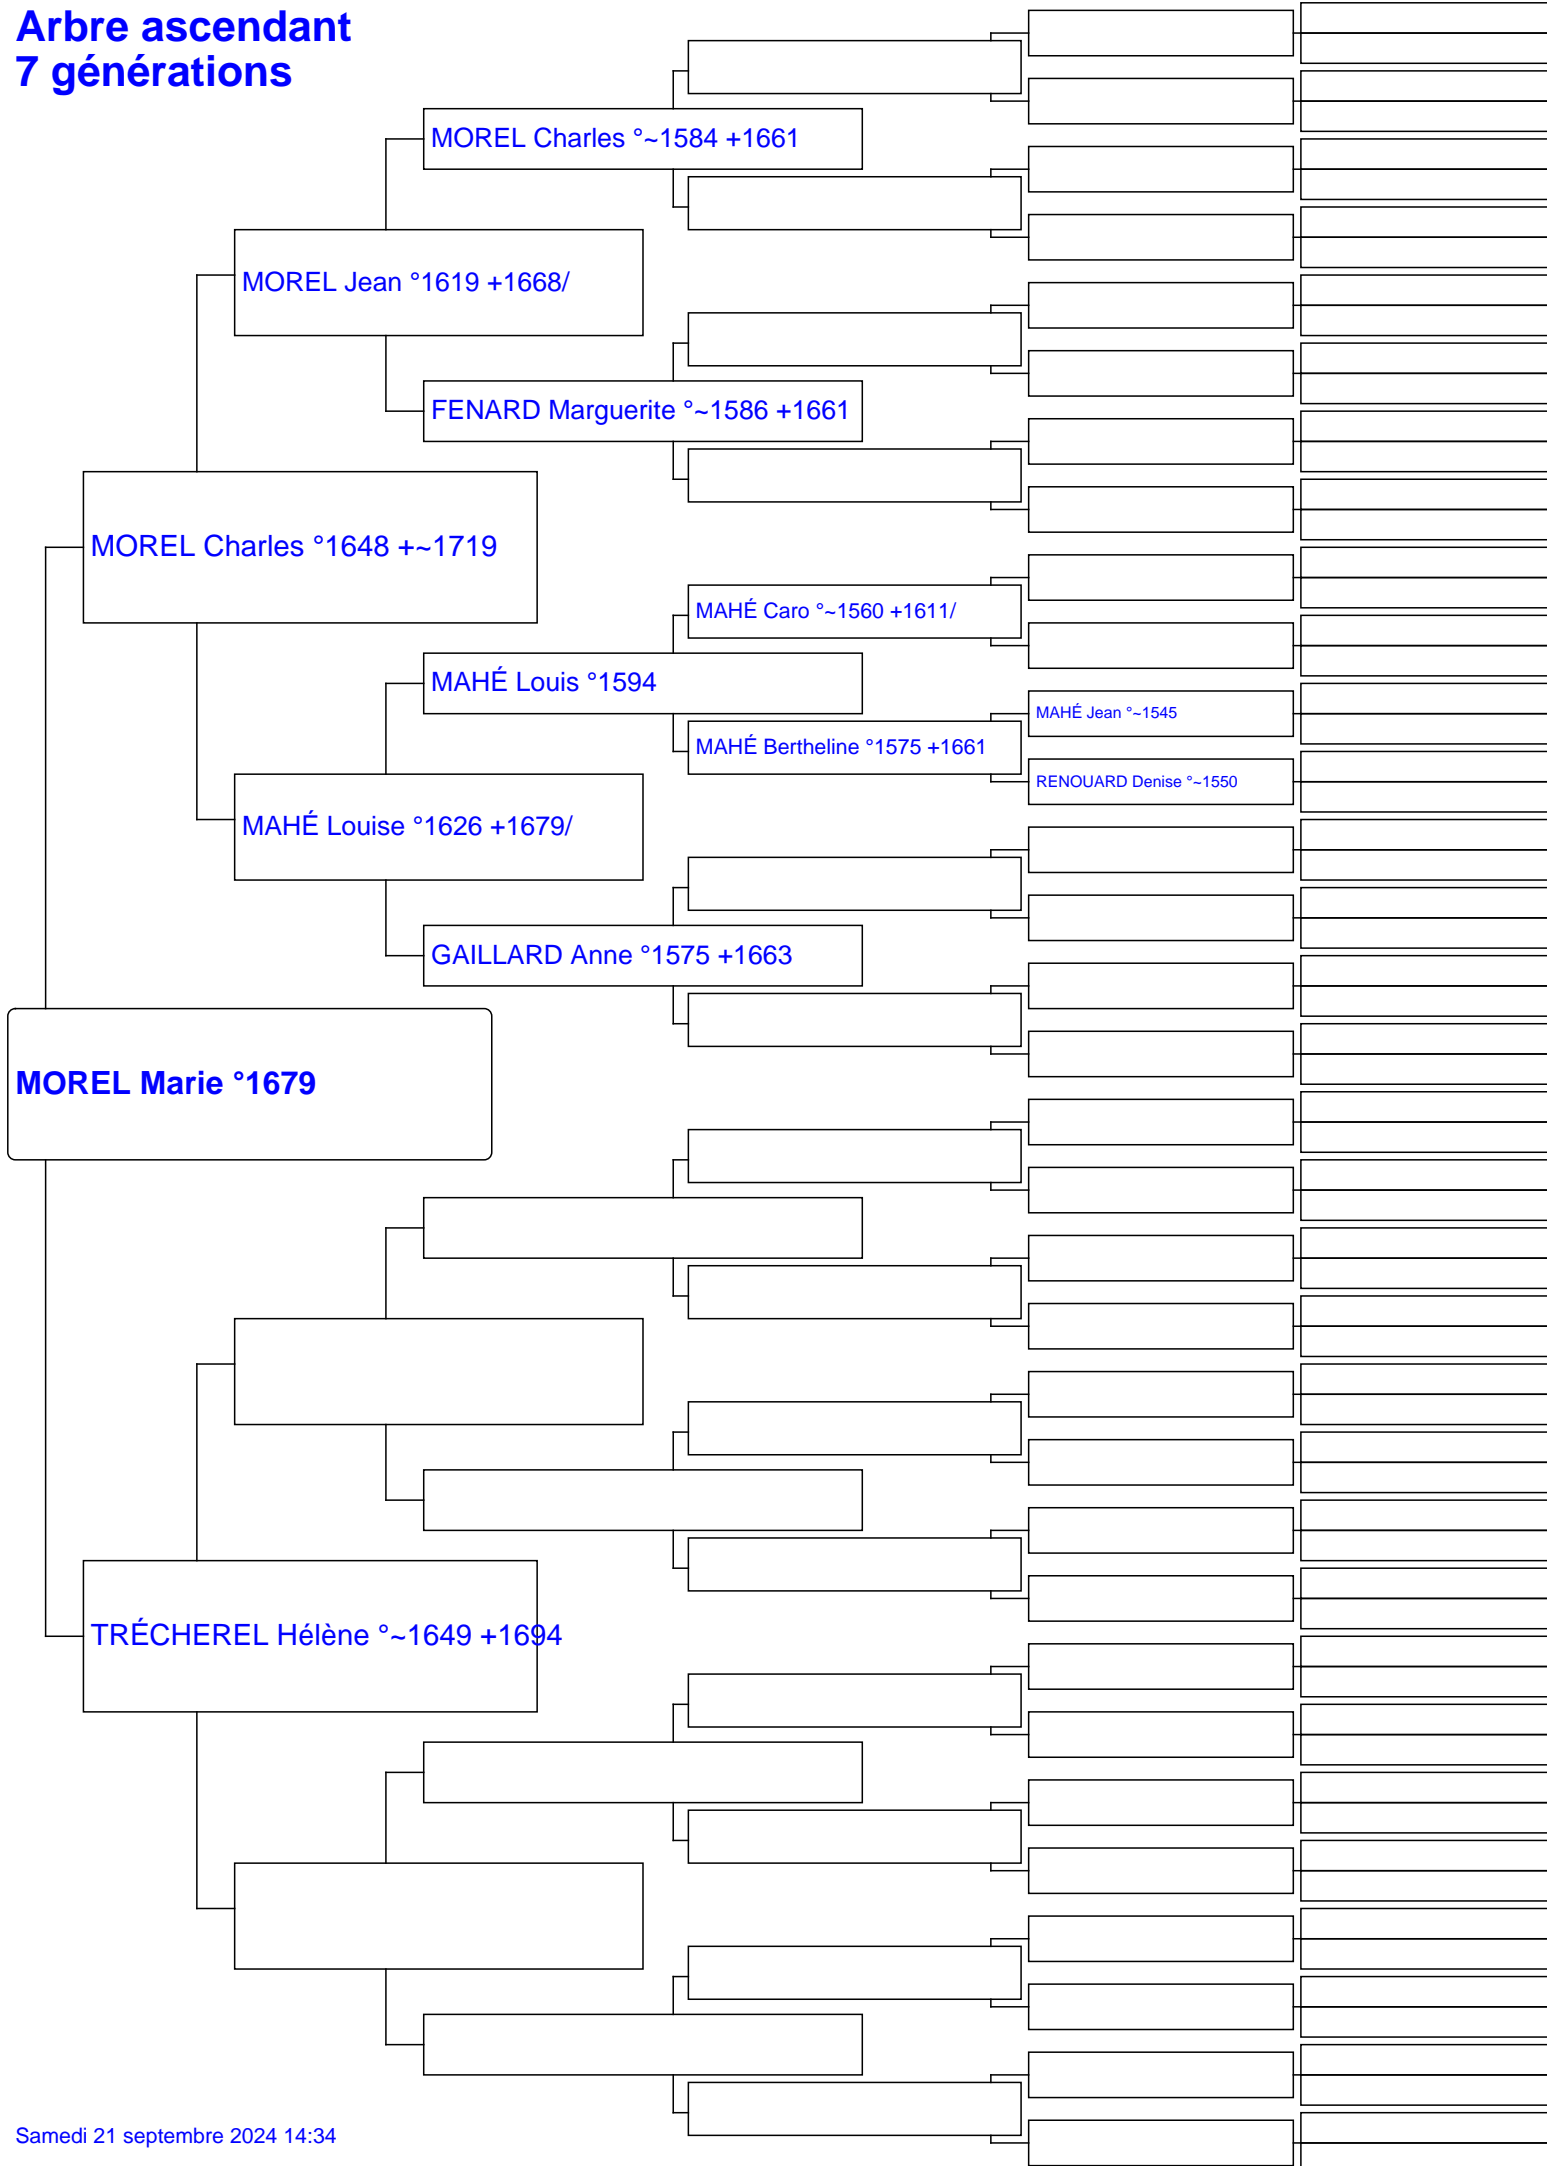 Arbre ascendant
7 générations
MOREL Charles °~1584 +1661
MOREL Jean °1619 +1668/
FENARD Marguerite °~1586 +1661
MOREL Charles °1648 +~1719
MAHÉ Caro °~1560 +1611/
MAHÉ Louis °1594
MAHÉ Jean °~1545
MAHÉ Bertheline °1575 +1661
RENOUARD Denise °~1550
MAHÉ Louise °1626 +1679/
GAILLARD Anne °1575 +1663
MOREL Marie °1679
TRÉCHEREL Hélène °~1649 +1694
Samedi 21 septembre 2024 14:34